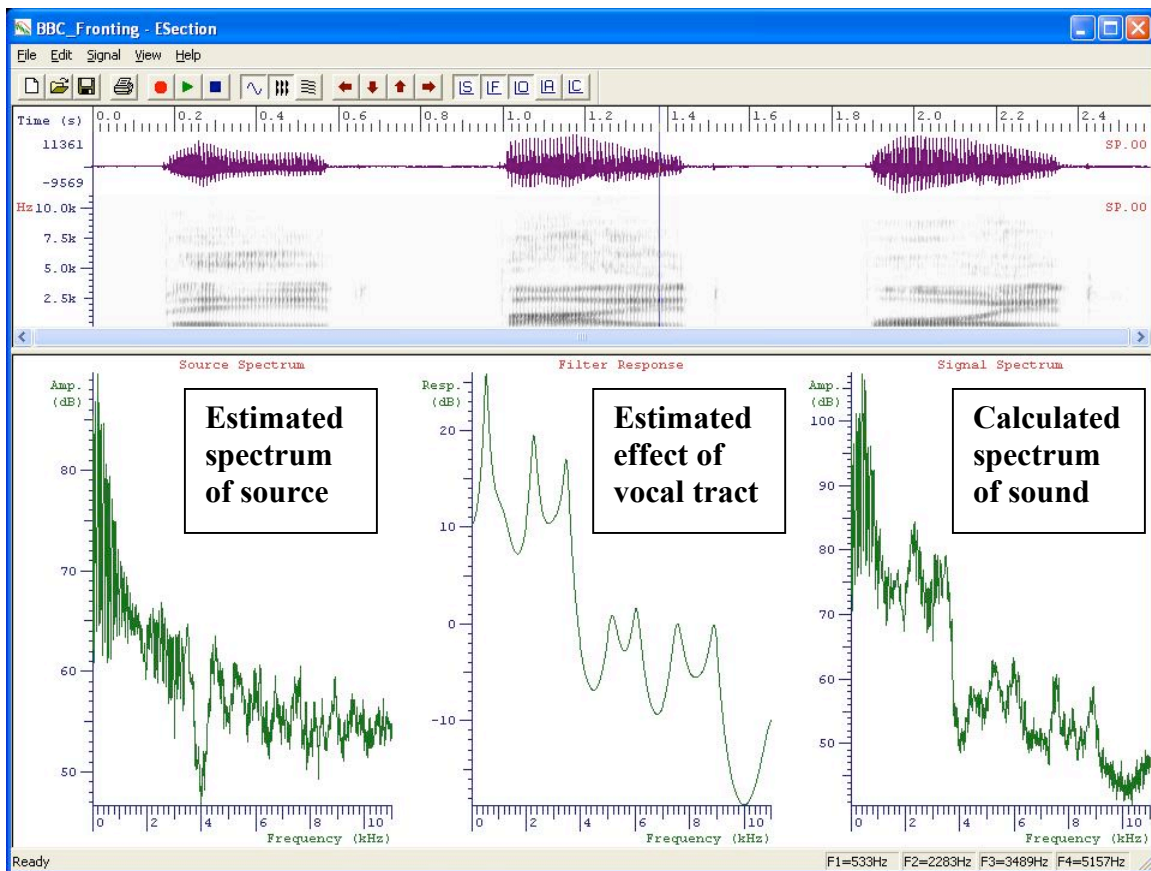 BBC_Fronting - ESection
File Edit Signal View Help
S F O A C
Time (s) 0.0 0.2 0.4 0.6 0.8 1.0 1.2 1.4 1.6 1.8 2.0 2.2 2.4
11361 SP.00
-9569
Hz 10.0k SP.00
7.5k
5.0k
2.5k
Source Spectrum
Amp.
(dB)
80
70
60
50
0 2 4 6 8 10
Frequency (kHz)
Estimated
spectrum
of source
Filter Response
Resp.
(dB)
20
10
0
-10
0 2 4 6 8 10
Frequency (kHz)
Estimated
effect of
vocal tract
Signal Spectrum
Amp.
(dB)
100
90
80
70
60
50
0 2 4 6 8 10
Frequency (kHz)
Calculated
spectrum
of sound
Ready F1=533Hz F2=2283Hz F3=3489Hz F4=5157Hz